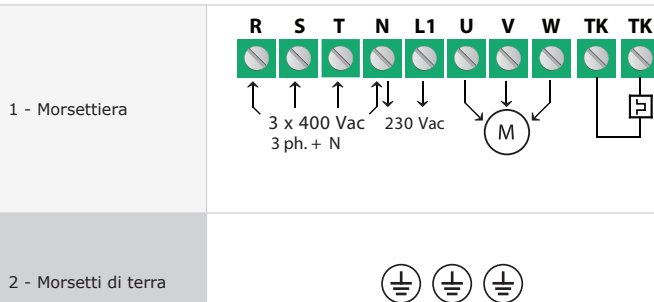 R S T N L1 U V W TK TK
1 - Morsettiera
3 x 400 Vac 230 Vac
3 ph. + N
M
2 - Morsetti di terra